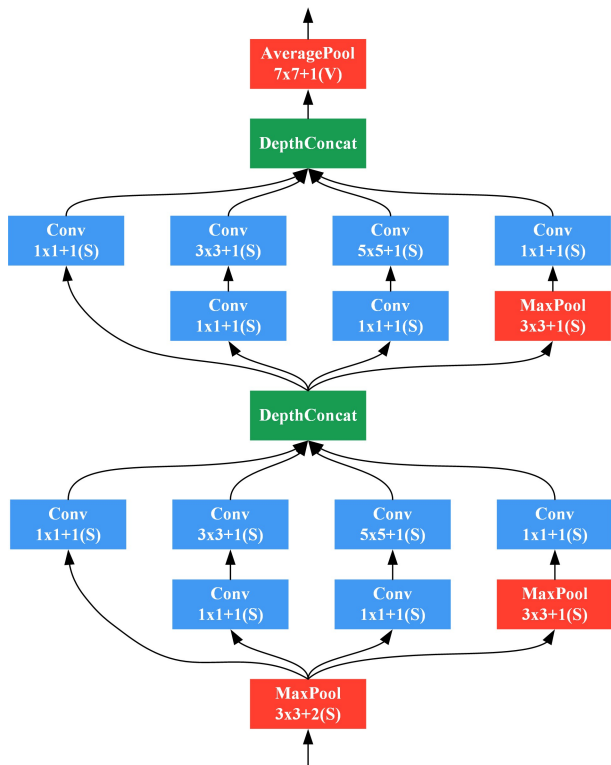 AveragePool
7x7+1(V)
DepthConcat
Conv
1x1+1(S)
Conv
3x3+1(S)
Conv
5x5+1(S)
Conv
1x1+1(S)
Conv
1x1+1(S)
Conv
1x1+1(S)
MaxPool
3x3+1(S)
DepthConcat
Conv
1x1+1(S)
Conv
3x3+1(S)
Conv
5x5+1(S)
Conv
1x1+1(S)
Conv
1x1+1(S)
Conv
1x1+1(S)
MaxPool
3x3+1(S)
MaxPool
3x3+2(S)